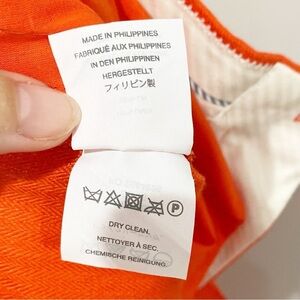 MADE IN PHILIPPINES
FABRIQUÉ AUX PHILIPPINES
IN DEN PHILIPPINEN
HERGESTELLT
フィリピン製
P
DRY CLEAN.
NETTOYER À SEC.
CHEMISCHE REINIGUNG.